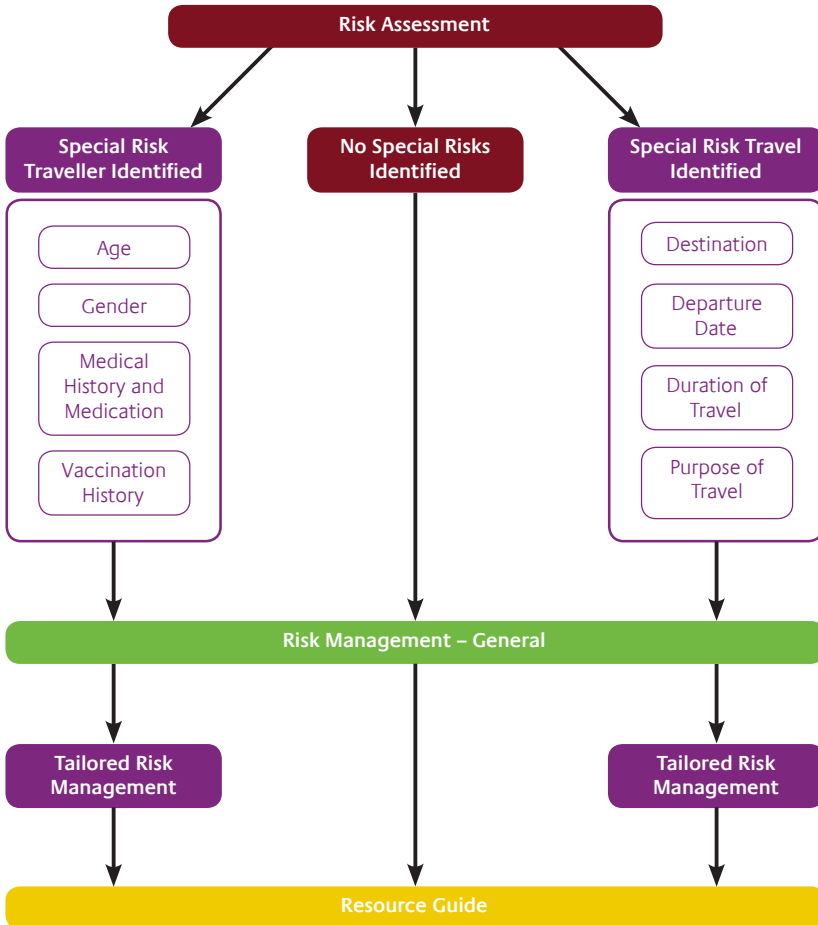 Risk Assessment
Special Risk
Traveller Identified
No Special Risks
Identified
Special Risk Travel
Identified
Age
Gender
Medical
History and
Medication
Vaccination
History
Destination
Departure
Date
Duration of
Travel
Purpose of
Travel
Risk Management – General
Tailored Risk
Management
Tailored Risk
Management
Resource Guide